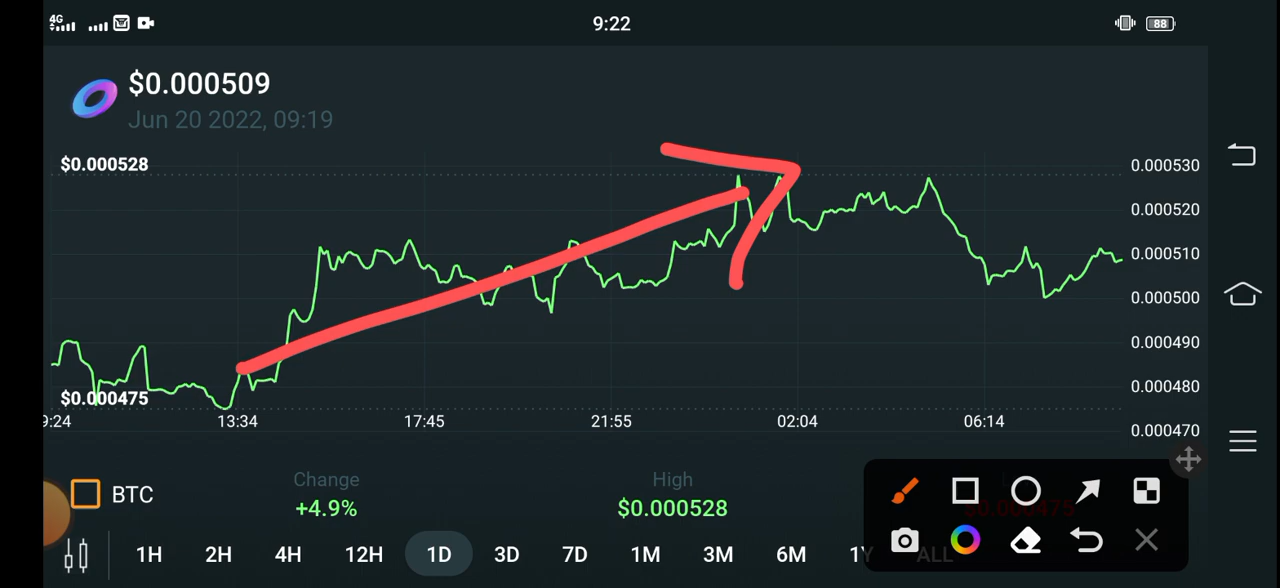 4G 9:22 88
$0.000509
Jun 20 2022, 09:19
$0.000528 0.000530
0.000520
0.000510
0.000500
0.000490
0.000480
$0.000475
9:24 13:34 17:45 21:55 02:04 06:14
0.000470
BTC
Change High
+4.9% $0.000528 $0.000475
1H 2H 4H 12H 1D 3D 7D 1M 3M 6M 1Y ALL